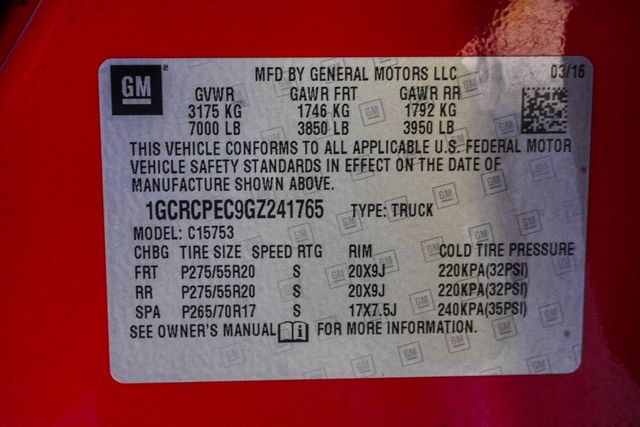 GM MFD BY GENERAL MOTORS LLC 03/16
GVWR GAWR FRT GAWR RR
3175 KG 1746 KG 1792 KG
7000 LB 3850 LB 3950 LB
THIS VEHICLE CONFORMS TO ALL APPLICABLE U.S. FEDERAL MOTOR
VEHICLE SAFETY STANDARDS IN EFFECT ON THE DATE OF
MANUFACTURE SHOWN ABOVE.
1GCRCPEC9GZ241765 TYPE: TRUCK
MODEL: C15753
CHBG TIRE SIZE SPEED RTG RIM COLD TIRE PRESSURE
FRT P275/55R20 S 20X9J 220KPA(32PSI)
RR P275/55R20 S 20X9J 220KPA(32PSI)
SPA P265/70R17 S 17X7.5J 240KPA(35PSI)
SEE OWNER'S MANUAL FOR MORE INFORMATION.